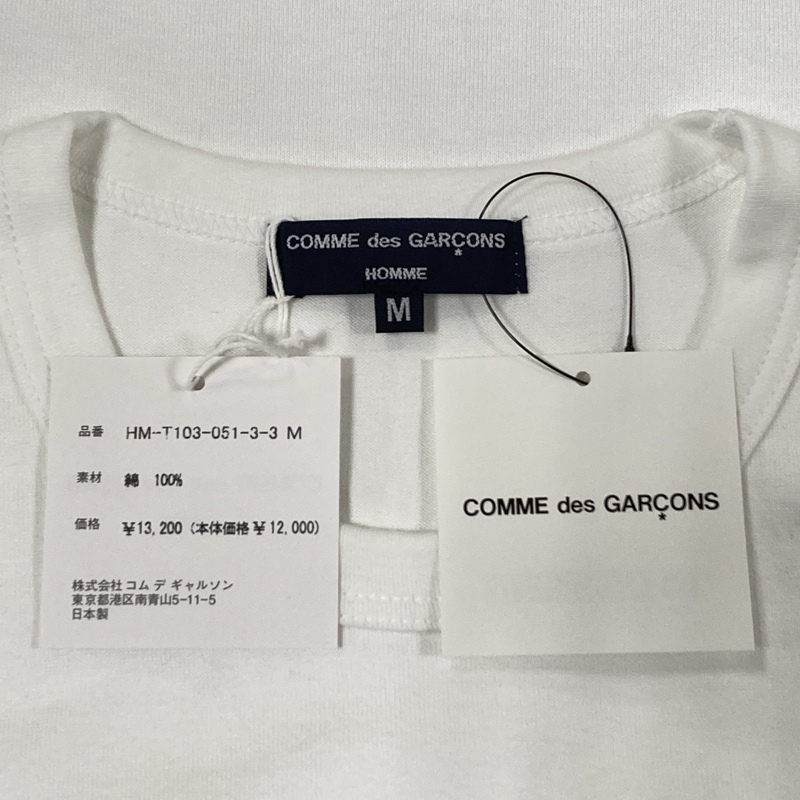 COMME des GARÇONS
HOMME
M
品番 HM-T103-051-3-3 M
素材 綿 100%
価格 ¥13,200 (本体価格¥12,000)
株式会社 コム デ ギャルソン
東京都港区南青山5-11-5
日本製
COMME des GARÇONS